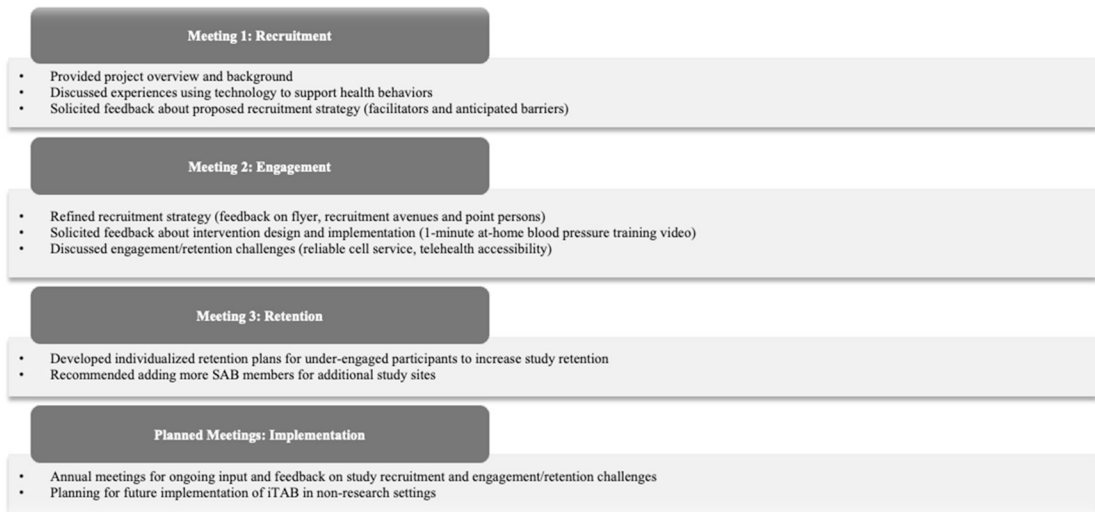 Meeting 1: Recruitment
• Provided project overview and background
• Discussed experiences using technology to support health behaviors
• Solicited feedback about proposed recruitment strategy (facilitators and anticipated barriers)
Meeting 2: Engagement
• Refined recruitment strategy (feedback on flyer, recruitment avenues and point persons)
• Solicited feedback about intervention design and implementation (1-minute at-home blood pressure training video)
• Discussed engagement/retention challenges (reliable cell service, telehealth accessibility)
Meeting 3: Retention
• Developed individualized retention plans for under-engaged participants to increase study retention
• Recommended adding more SAB members for additional study sites
Planned Meetings: Implementation
• Annual meetings for ongoing input and feedback on study recruitment and engagement/retention challenges
• Planning for future implementation of iTAB in non-research settings